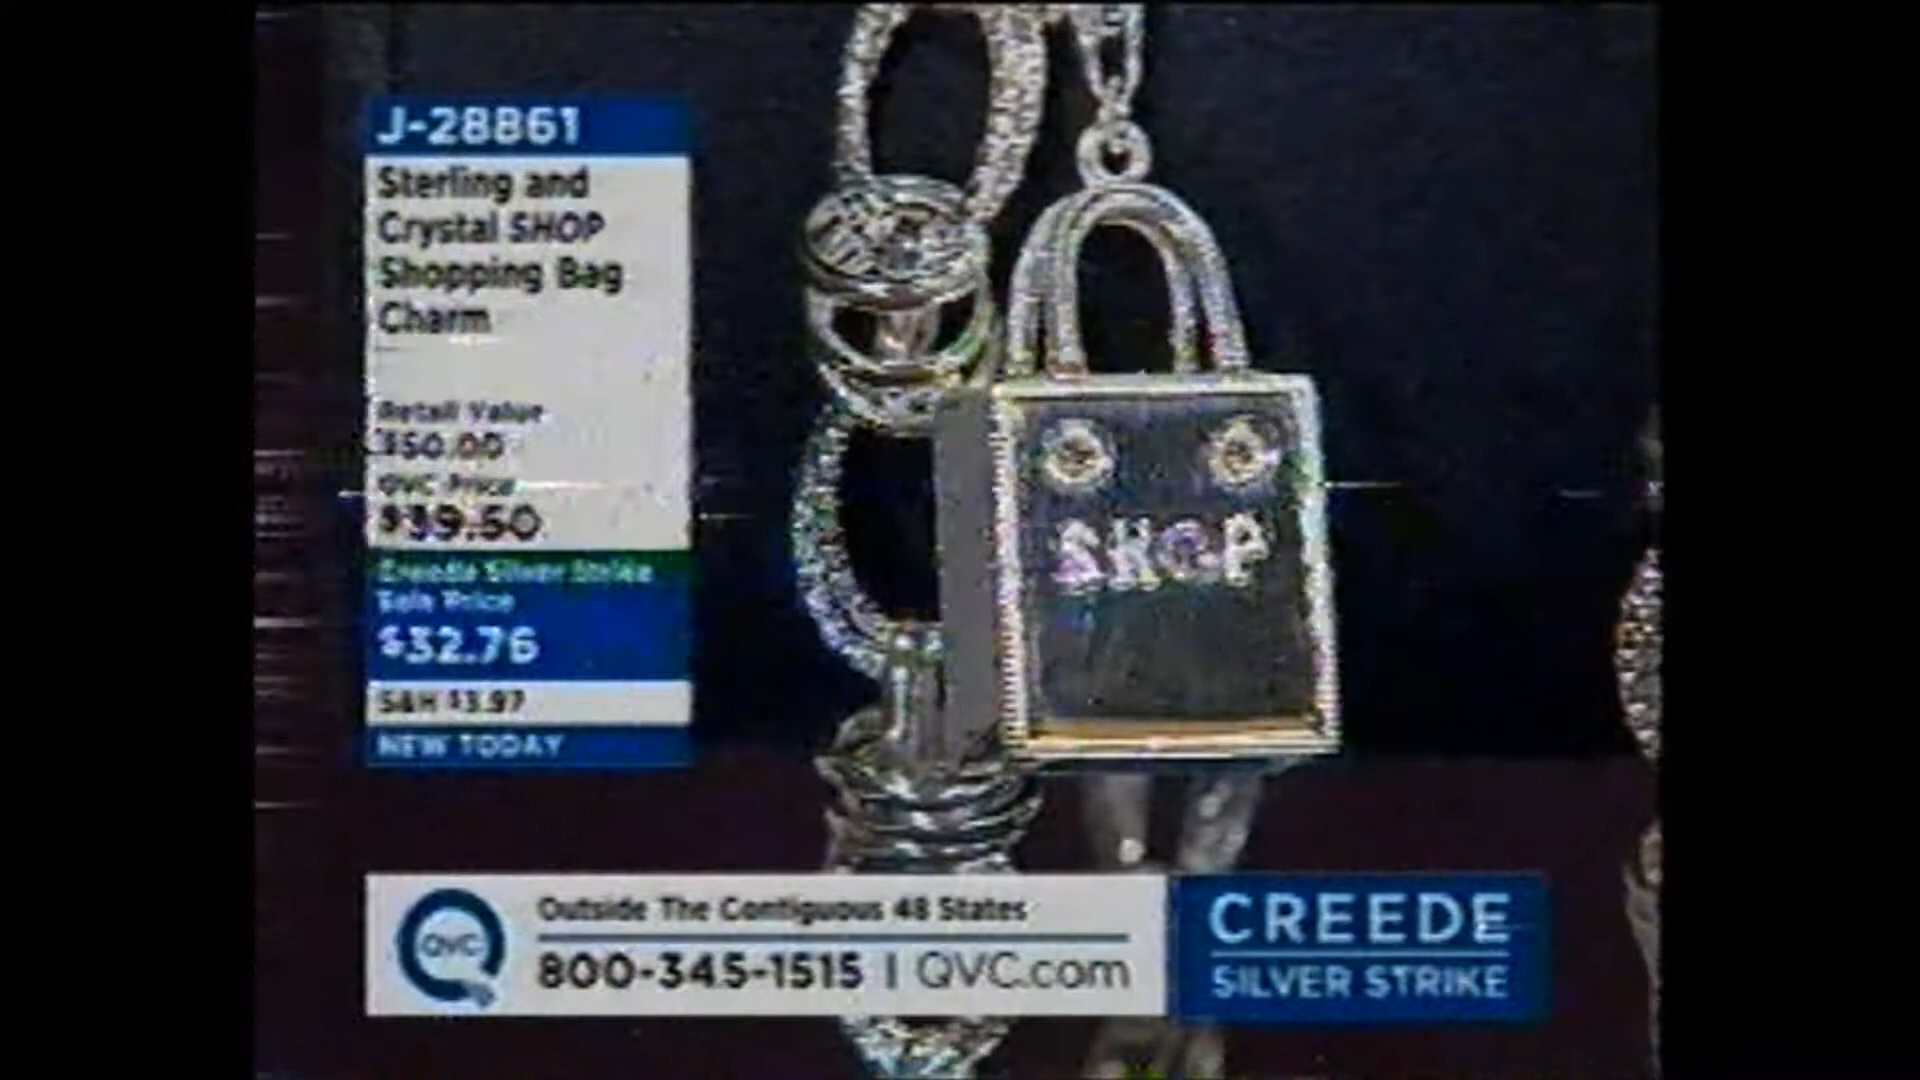 J-28861
Sterling and
Crystal SHOP
Shopping Bag
Charm
Retail Value
$50.00
QVC Price
$39.50
Creede Silver Strike
Sale Price
$32.76
S&H $3.97
NEW TODAY
SHOP
QVC
Outside The Contiguous 48 States
800-345-1515 | QVC.com
CREEDE
SILVER STRIKE